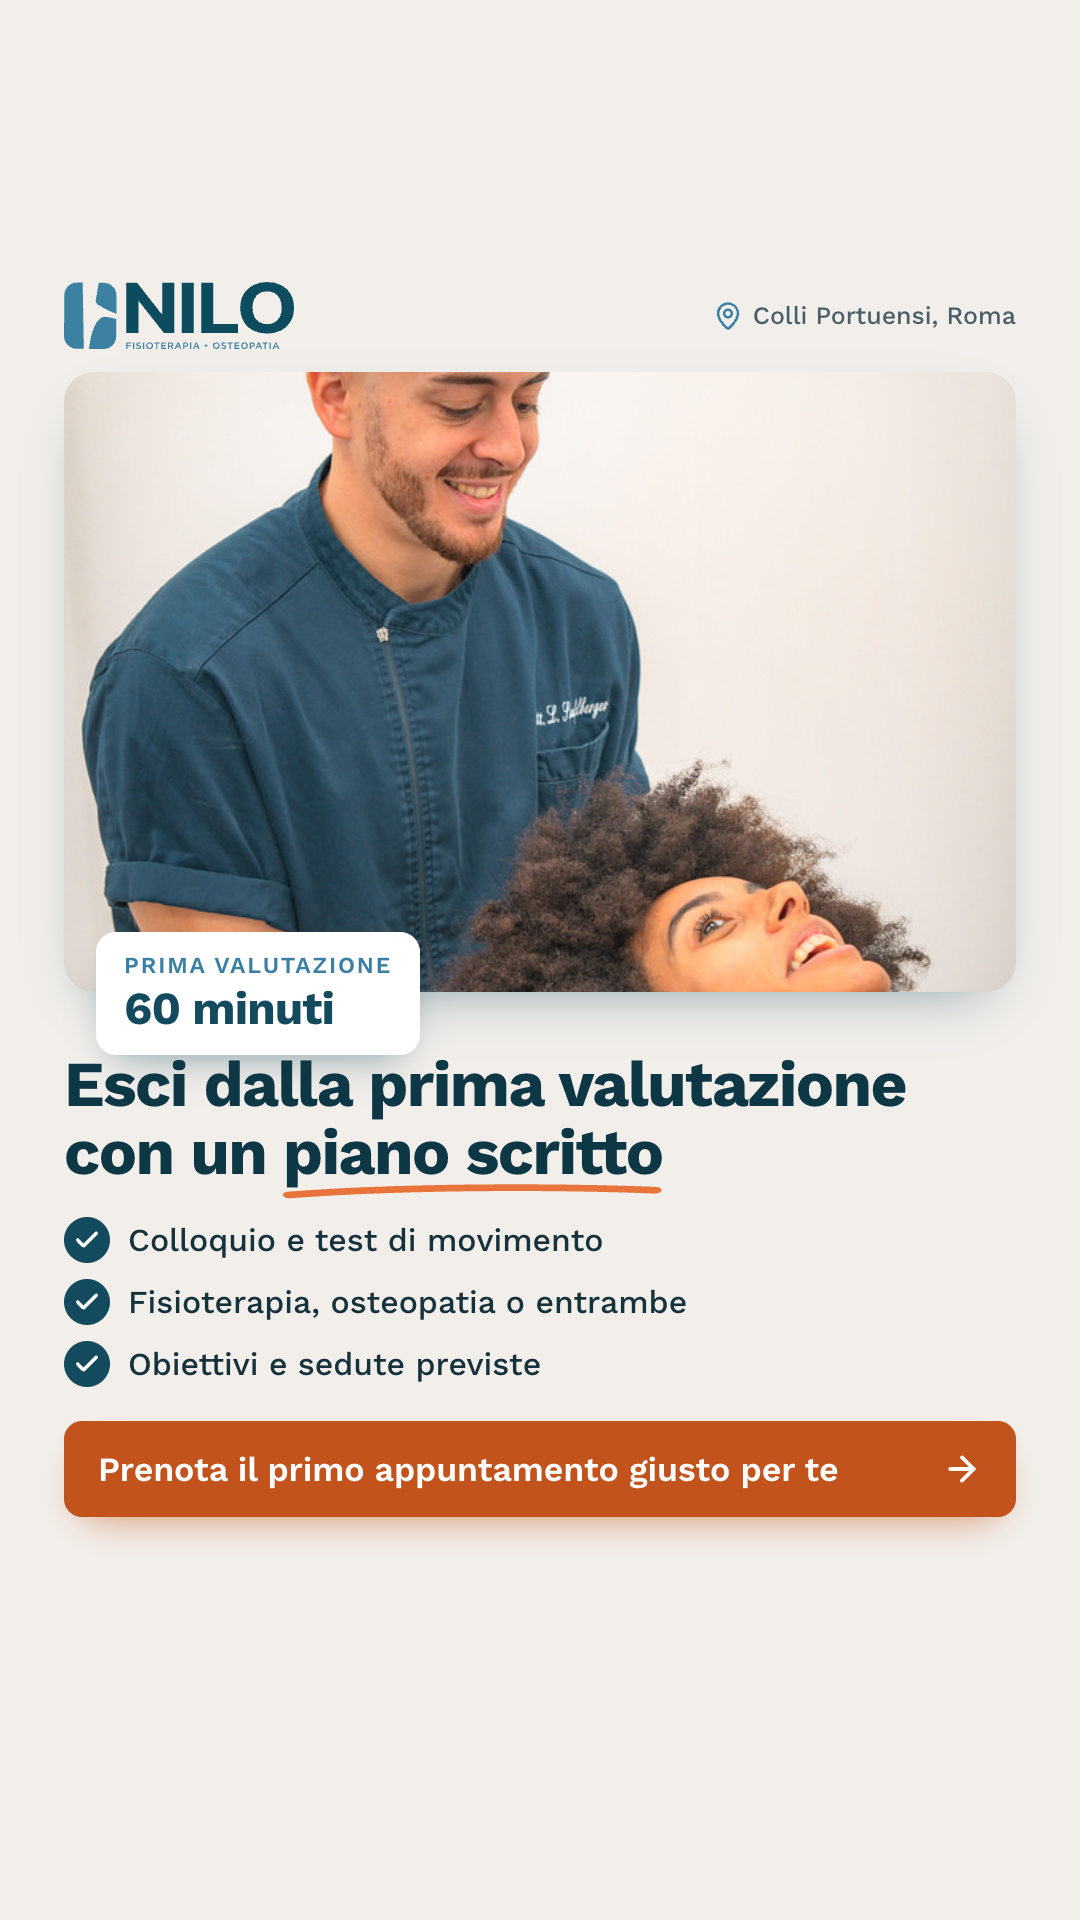 NILO
FISIOTERAPIA • OSTEOPATIA
Colli Portuensi, Roma
PRIMA VALUTAZIONE
60 minuti
Esci dalla prima valutazione
con un piano scritto
Colloquio e test di movimento
Fisioterapia, osteopatia o entrambe
Obiettivi e sedute previste
Prenota il primo appuntamento giusto per te